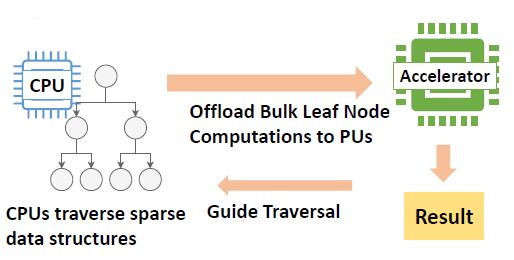 CPU
Accelerator
Offload Bulk Leaf Node
Computations to PUs
CPUs traverse sparse
data structures
Guide Traversal
Result